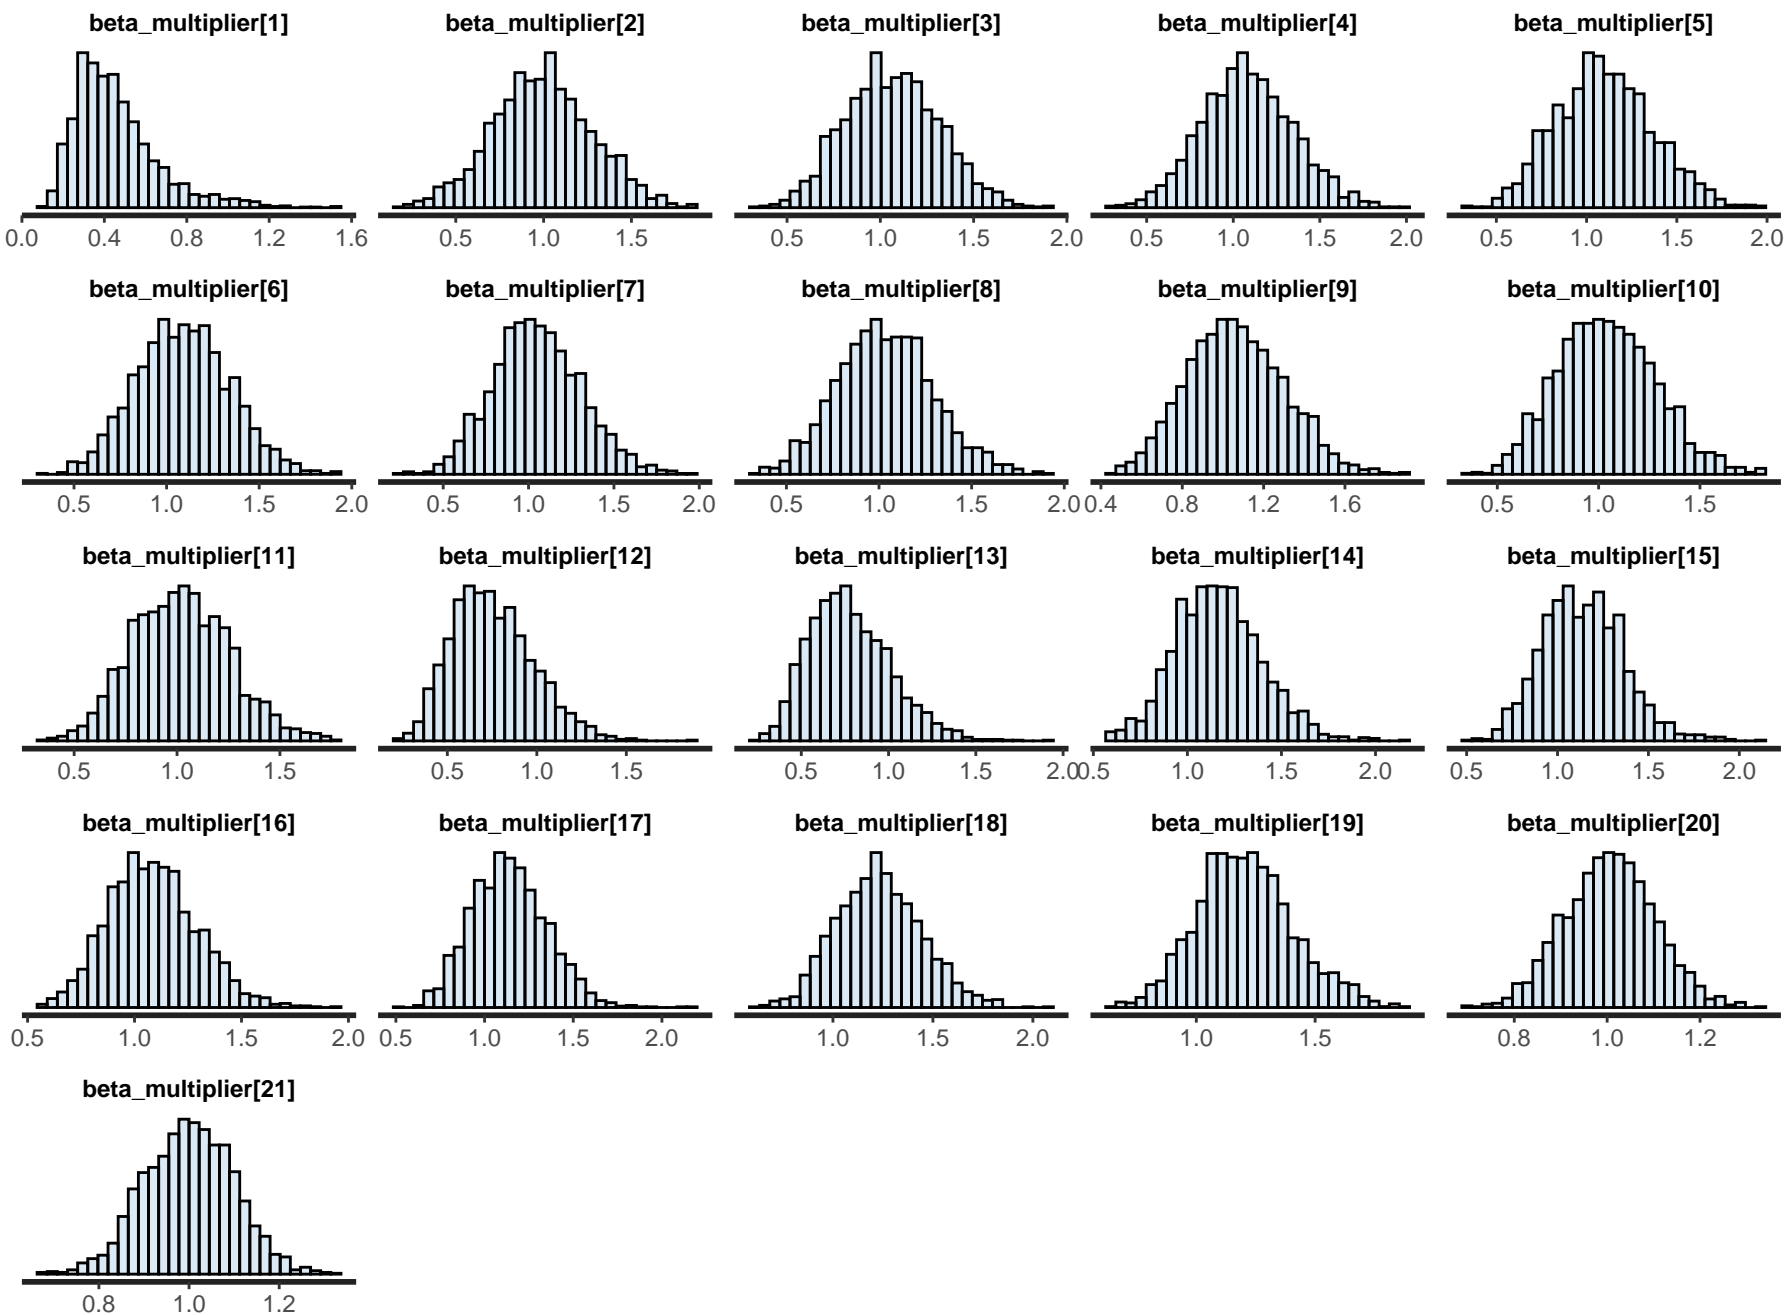 beta_multiplier[1] beta_multiplier[2] beta_multiplier[3] beta_multiplier[4] beta_multiplier[5]
0.0 0.4 0.8 1.2 1.6 0.5 1.0 1.5 0.5 1.0 1.5 2.0 0.5 1.0 1.5 2.0 0.5 1.0 1.5 2.0
beta_multiplier[6] beta_multiplier[7] beta_multiplier[8] beta_multiplier[9] beta_multiplier[10]
0.5 1.0 1.5 2.0 0.5 1.0 1.5 2.0 0.5 1.0 1.5 2.0 0.4 0.8 1.2 1.6 0.5 1.0 1.5
beta_multiplier[11] beta_multiplier[12] beta_multiplier[13] beta_multiplier[14] beta_multiplier[15]
0.5 1.0 1.5 0.5 1.0 1.5 0.5 1.0 1.5 2.0 0.5 1.0 1.5 2.0 0.5 1.0 1.5 2.0
beta_multiplier[16] beta_multiplier[17] beta_multiplier[18] beta_multiplier[19] beta_multiplier[20]
0.5 1.0 1.5 2.0 0.5 1.0 1.5 2.0 1.0 1.5 2.0 1.0 1.5 0.8 1.0 1.2
beta_multiplier[21]
0.8 1.0 1.2